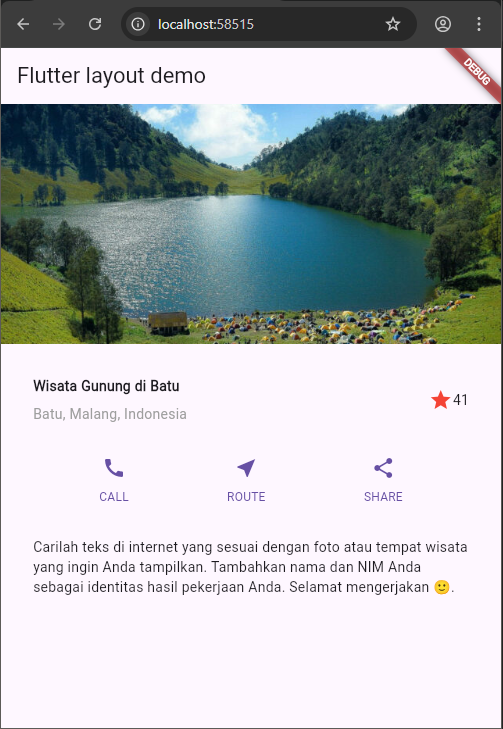 localhost:58515
Flutter layout demo
DEBUG
Wisata Gunung di Batu
Batu, Malang, Indonesia
41
CALL
ROUTE
SHARE
Carilah teks di internet yang sesuai dengan foto atau tempat wisata
yang ingin Anda tampilkan. Tambahkan nama dan NIM Anda
sebagai identitas hasil pekerjaan Anda. Selamat mengerjakan 🙂.